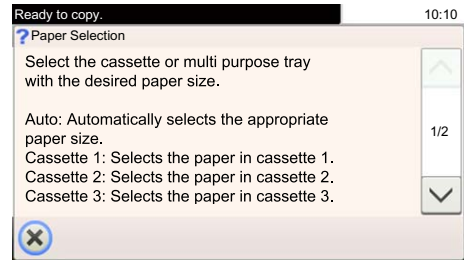 Ready to copy.
10:10
? Paper Selection
Select the cassette or multi purpose tray
with the desired paper size.
Auto: Automatically selects the appropriate
paper size.
Cassette 1: Selects the paper in cassette 1.
Cassette 2: Selects the paper in cassette 2.
Cassette 3: Selects the paper in cassette 3.
1/2